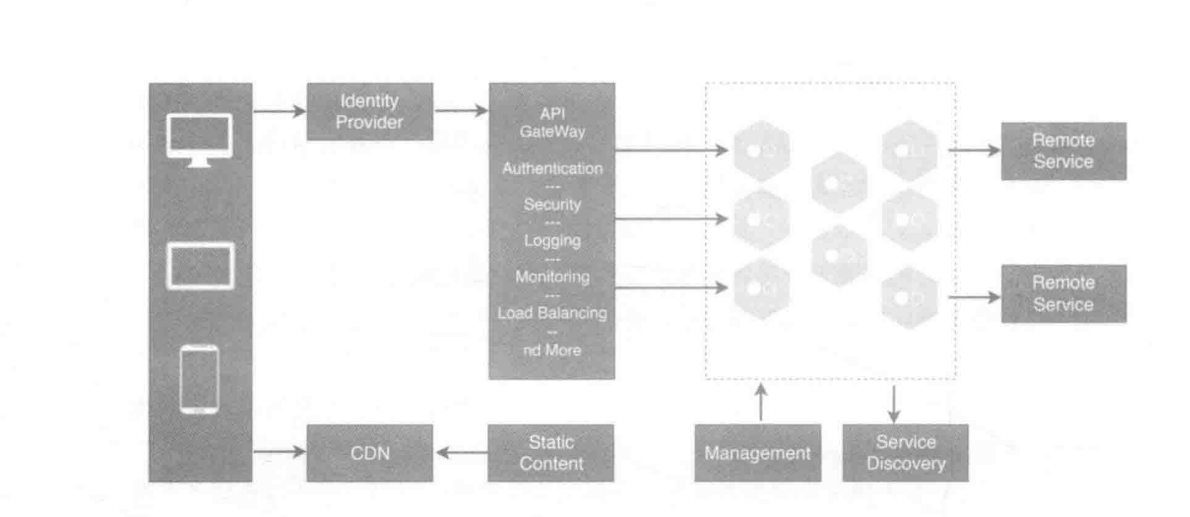 Identity
Provider
API
GateWay
Authentication
---
Security
---
Logging
---
Monitoring
---
Load Balancing
--
nd More
Remote
Service
Remote
Service
CDN
Static
Content
Management
Service
Discovery